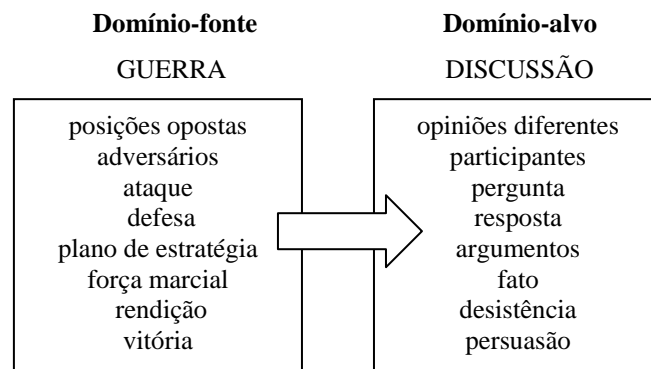 Domínio-fonte
GUERRA
posições opostas
adversários
ataque
defesa
plano de estratégia
força marcial
rendição
vitória
Domínio-alvo
DISCUSSÃO
opiniões diferentes
participantes
pergunta
resposta
argumentos
fato
desistência
persuasão